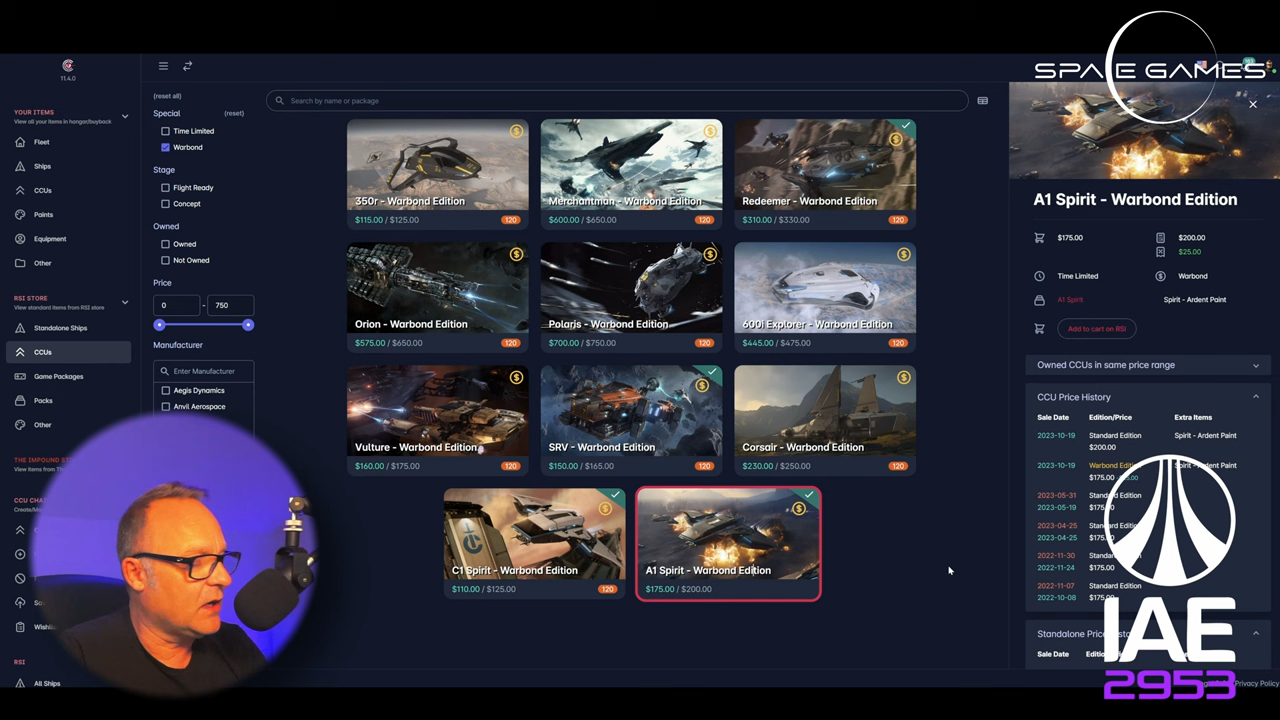 SPACE GAMES
11.4.0
YOUR ITEMS
View all your items in hangar/buyback
Fleet
Ships
CCUs
Paints
Equipment
Other
RSI STORE
View standard items from RSI store
Standalone Ships
CCUs
Game Packages
Packs
Other
THE IMPOUND
View items from
CCU
All Ships
RSI
(reset all)
Special (reset)
Time Limited
Warbond
Stage
Flight Ready
Concept
Owned
Owned
Not Owned
Price
0 - 750
Manufacturer
Enter Manufacturer
Aegis Dynamics
Anvil Aerospace
Search by name or package
350r - Warbond Edition
$115.00 / $125.00 120
Merchantman - Warbond Edition
$600.00 / $650.00 120
Redeemer - Warbond Edition
$310.00 / $330.00 120
Orion - Warbond Edition
$575.00 / $650.00 120
Polaris - Warbond Edition
$700.00 / $750.00 120
600i Explorer - Warbond Edition
$445.00 / $475.00 120
Vulture - Warbond Edition
$160.00 / $175.00 120
SRV - Warbond Edition
$150.00 / $165.00 120
Corsair - Warbond Edition
$230.00 / $250.00 120
C1 Spirit - Warbond Edition
$110.00 / $125.00 120
A1 Spirit - Warbond Edition
$175.00 / $200.00
A1 Spirit - Warbond Edition
$175.00 $200.00
$25.00
Time Limited Warbond
A1 Spirit Spirit - Ardent Paint
Add to cart on RSI
Owned CCUs in same price range
CCU Price History
Sale Date Edition/Price Extra Items
2023-10-19 Standard Edition Spirit - Ardent Paint
$200.00
2023-10-19 Warbond Spirit - Ardent Paint
$175.00
2023-05-31
2023-05-19
2023-04-25
2023-04-25
2022-11-30
2022-11-24
2022-11-07
2022-10-08
Standalone
Sale Date
IAE
2953
Privacy Policy